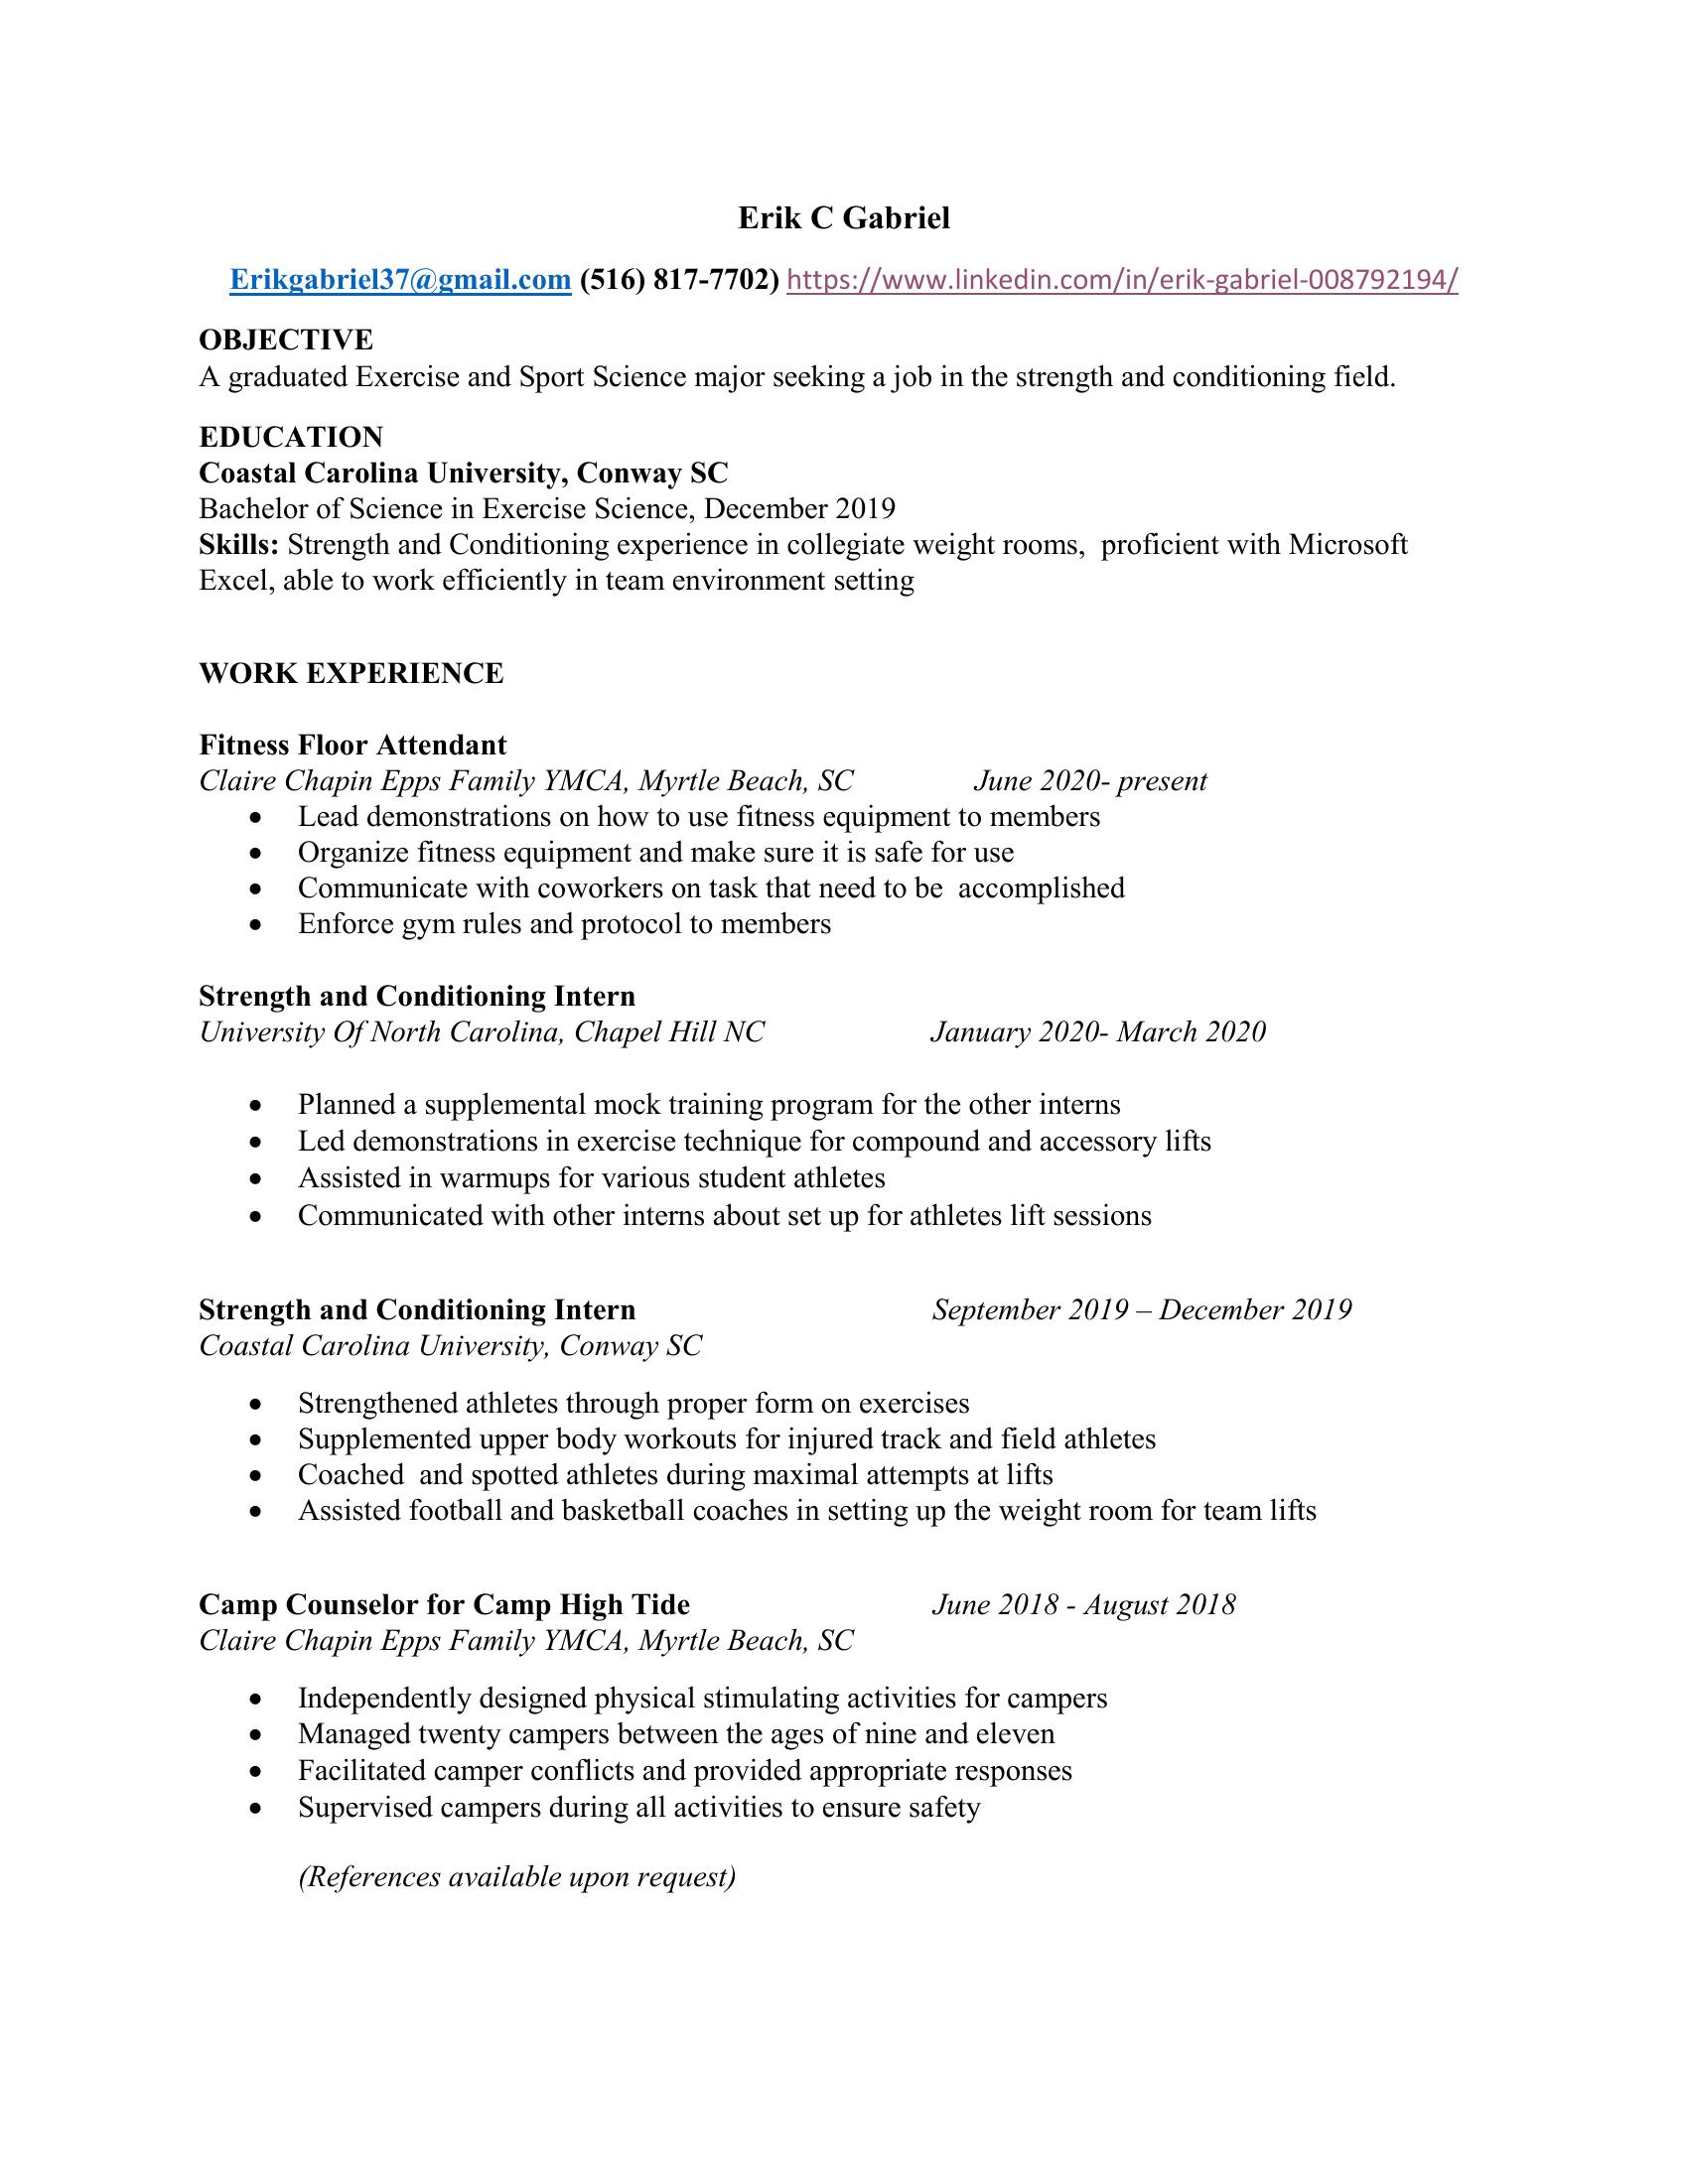 Erik C Gabriel
Erikgabriel37@gmail.com (516) 817-7702) https://www.linkedin.com/in/erik-gabriel-008792194/
OBJECTIVE
A graduated Exercise and Sport Science major seeking a job in the strength and conditioning field.
EDUCATION
Coastal Carolina University, Conway SC
Bachelor of Science in Exercise Science, December 2019
Skills: Strength and Conditioning experience in collegiate weight rooms,  proficient with Microsoft
Excel, able to work efficiently in team environment setting
WORK EXPERIENCE
Fitness Floor Attendant
Claire Chapin Epps Family YMCA, Myrtle Beach, SC June 2020- present
• Lead demonstrations on how to use fitness equipment to members
• Organize fitness equipment and make sure it is safe for use
• Communicate with coworkers on task that need to be  accomplished
• Enforce gym rules and protocol to members
Strength and Conditioning Intern
University Of North Carolina, Chapel Hill NC January 2020- March 2020
• Planned a supplemental mock training program for the other interns
• Led demonstrations in exercise technique for compound and accessory lifts
• Assisted in warmups for various student athletes
• Communicated with other interns about set up for athletes lift sessions
Strength and Conditioning Intern September 2019 – December 2019
Coastal Carolina University, Conway SC
• Strengthened athletes through proper form on exercises
• Supplemented upper body workouts for injured track and field athletes
• Coached  and spotted athletes during maximal attempts at lifts
• Assisted football and basketball coaches in setting up the weight room for team lifts
Camp Counselor for Camp High Tide June 2018 - August 2018
Claire Chapin Epps Family YMCA, Myrtle Beach, SC
• Independently designed physical stimulating activities for campers
• Managed twenty campers between the ages of nine and eleven
• Facilitated camper conflicts and provided appropriate responses
• Supervised campers during all activities to ensure safety
(References available upon request)